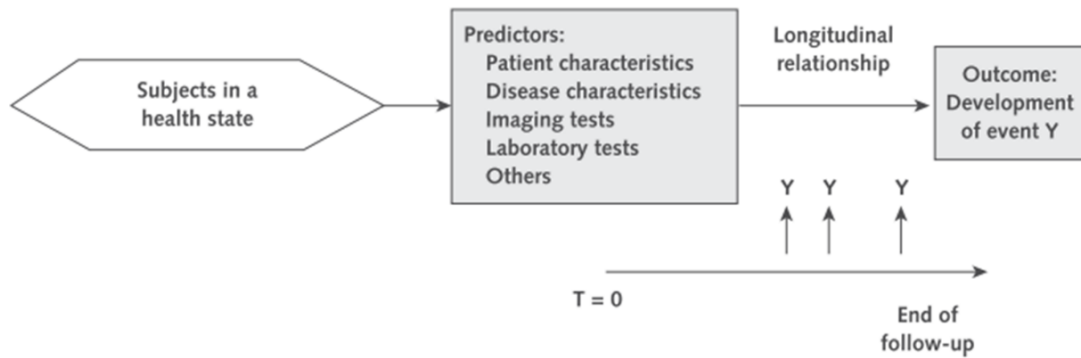 Subjects in a
health state
Predictors:
Patient characteristics
Disease characteristics
Imaging tests
Laboratory tests
Others
Longitudinal
relationship
Outcome:
Development
of event Y
Y Y Y
T = 0
End of
follow-up